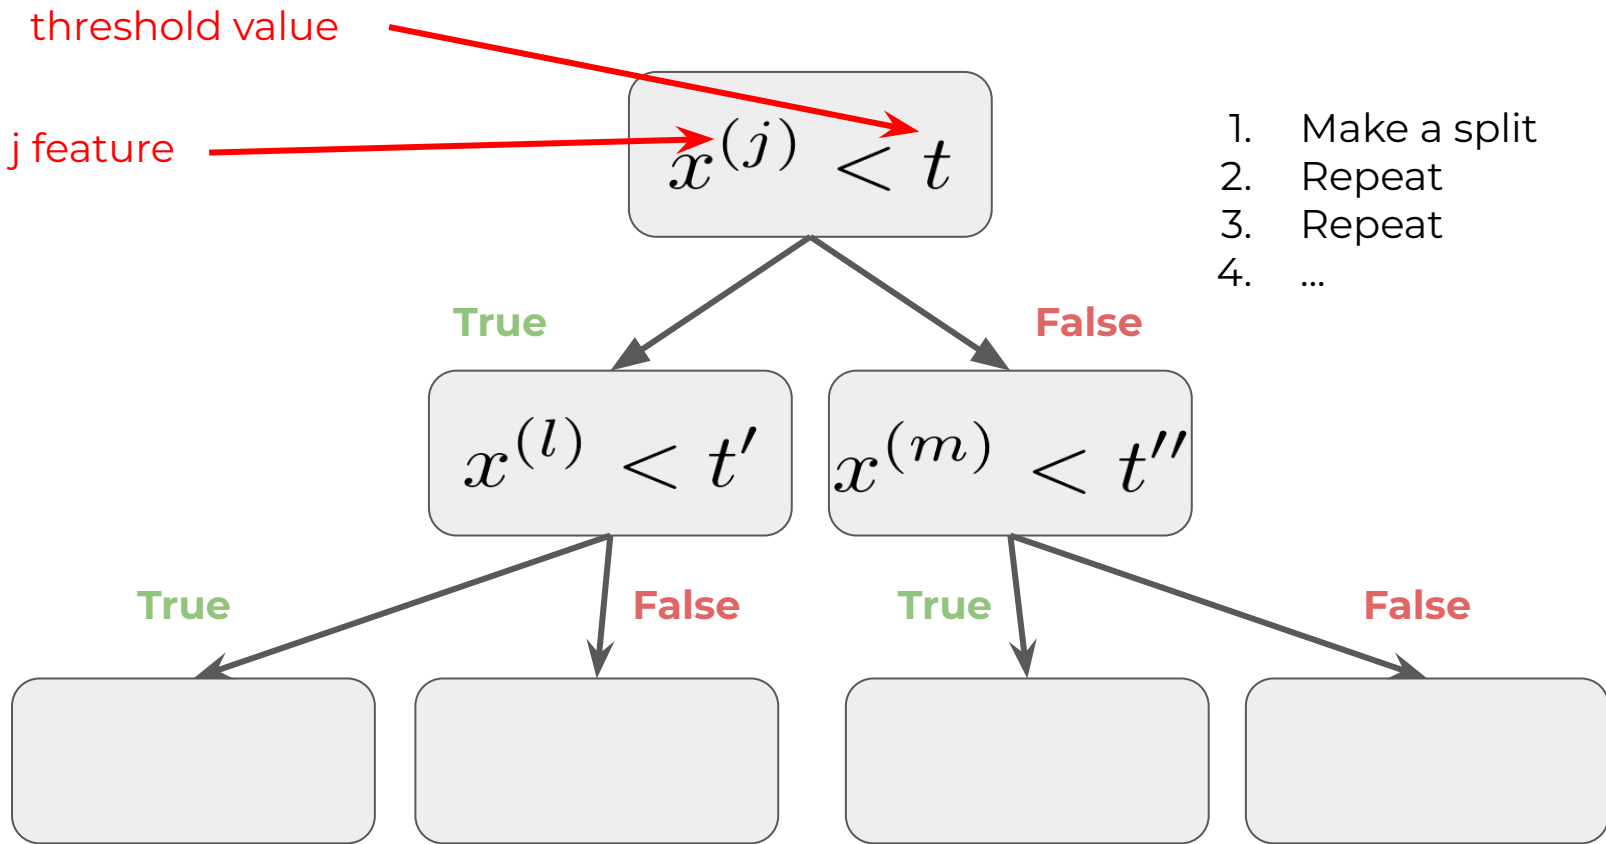 threshold value
j feature
x^{(j)} < t
1. Make a split
2. Repeat
3. Repeat
4. ...
True
False
x^{(l)} < t′
x^{(m)} < t′′
True
False
True
False